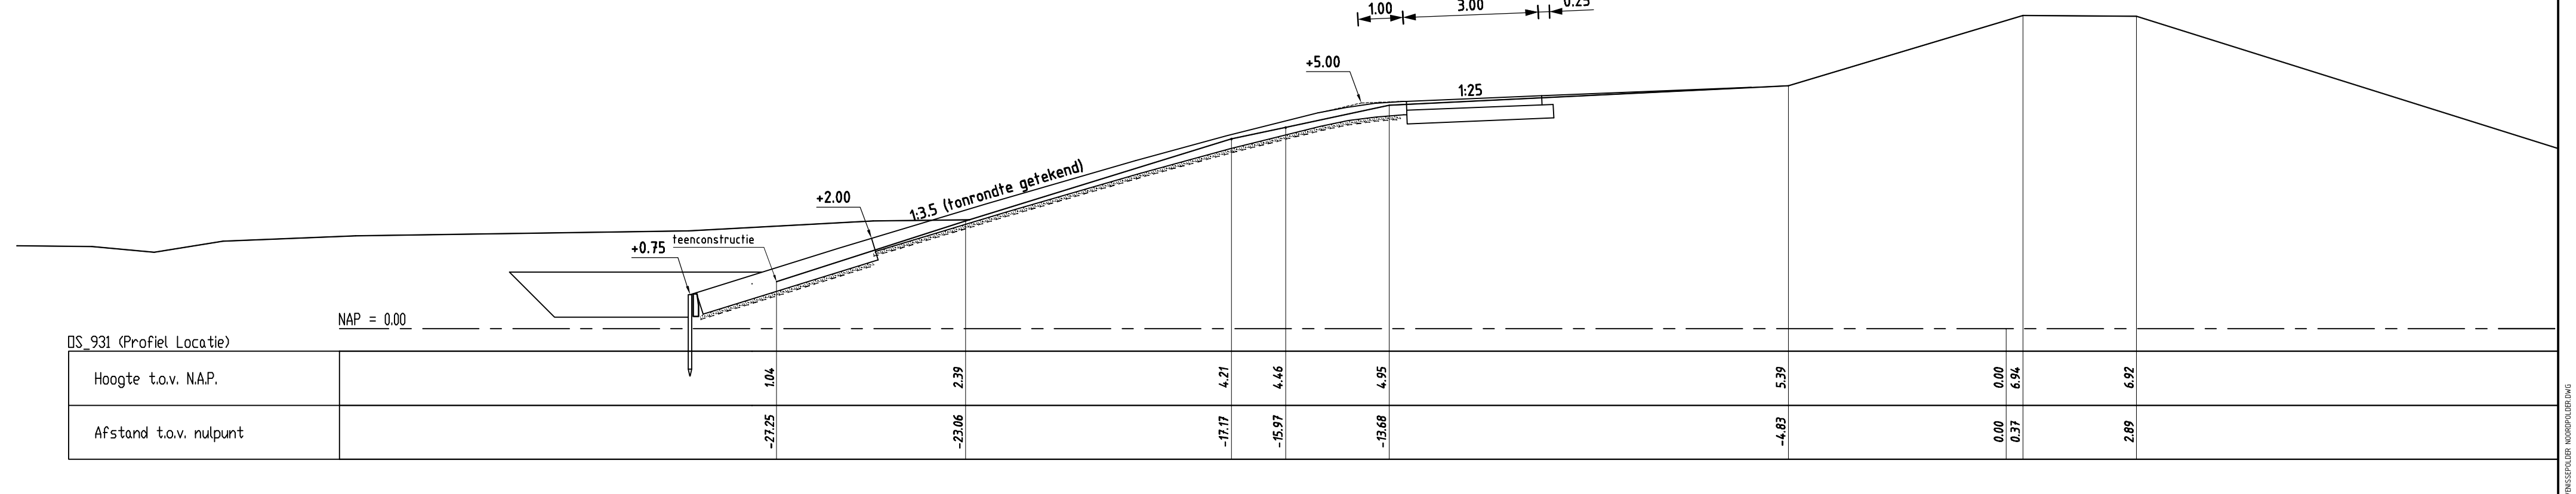 1.00 3.00 0.25
+5.00
1:25
1:3.5 (tonrondte getekend)
+2.00
teenconstructie
+0.75
NAP = 0.00
S_931 (Profiel Locatie)
Hoogte t.o.v. N.A.P. 1.04 2.39 4.21 4.46 4.95 5.39 0.00 6.94 6.92
Afstand t.o.v. nulpunt -27.25 -23.06 -17.17 -15.97 -13.68 -4.83 0.00 0.37 2.89
NOORDPOLDER.DWG